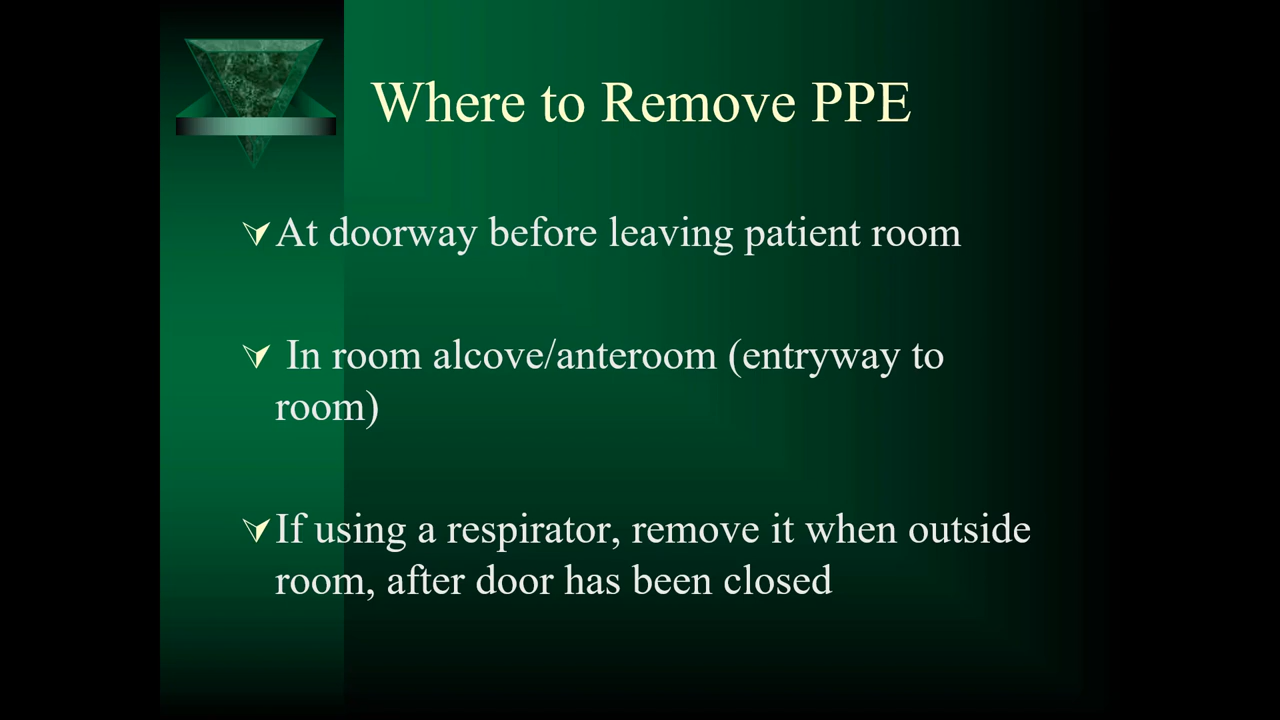 Where to Remove PPE
At doorway before leaving patient room
In room alcove/anteroom (entryway to
room)
If using a respirator, remove it when outside
room, after door has been closed